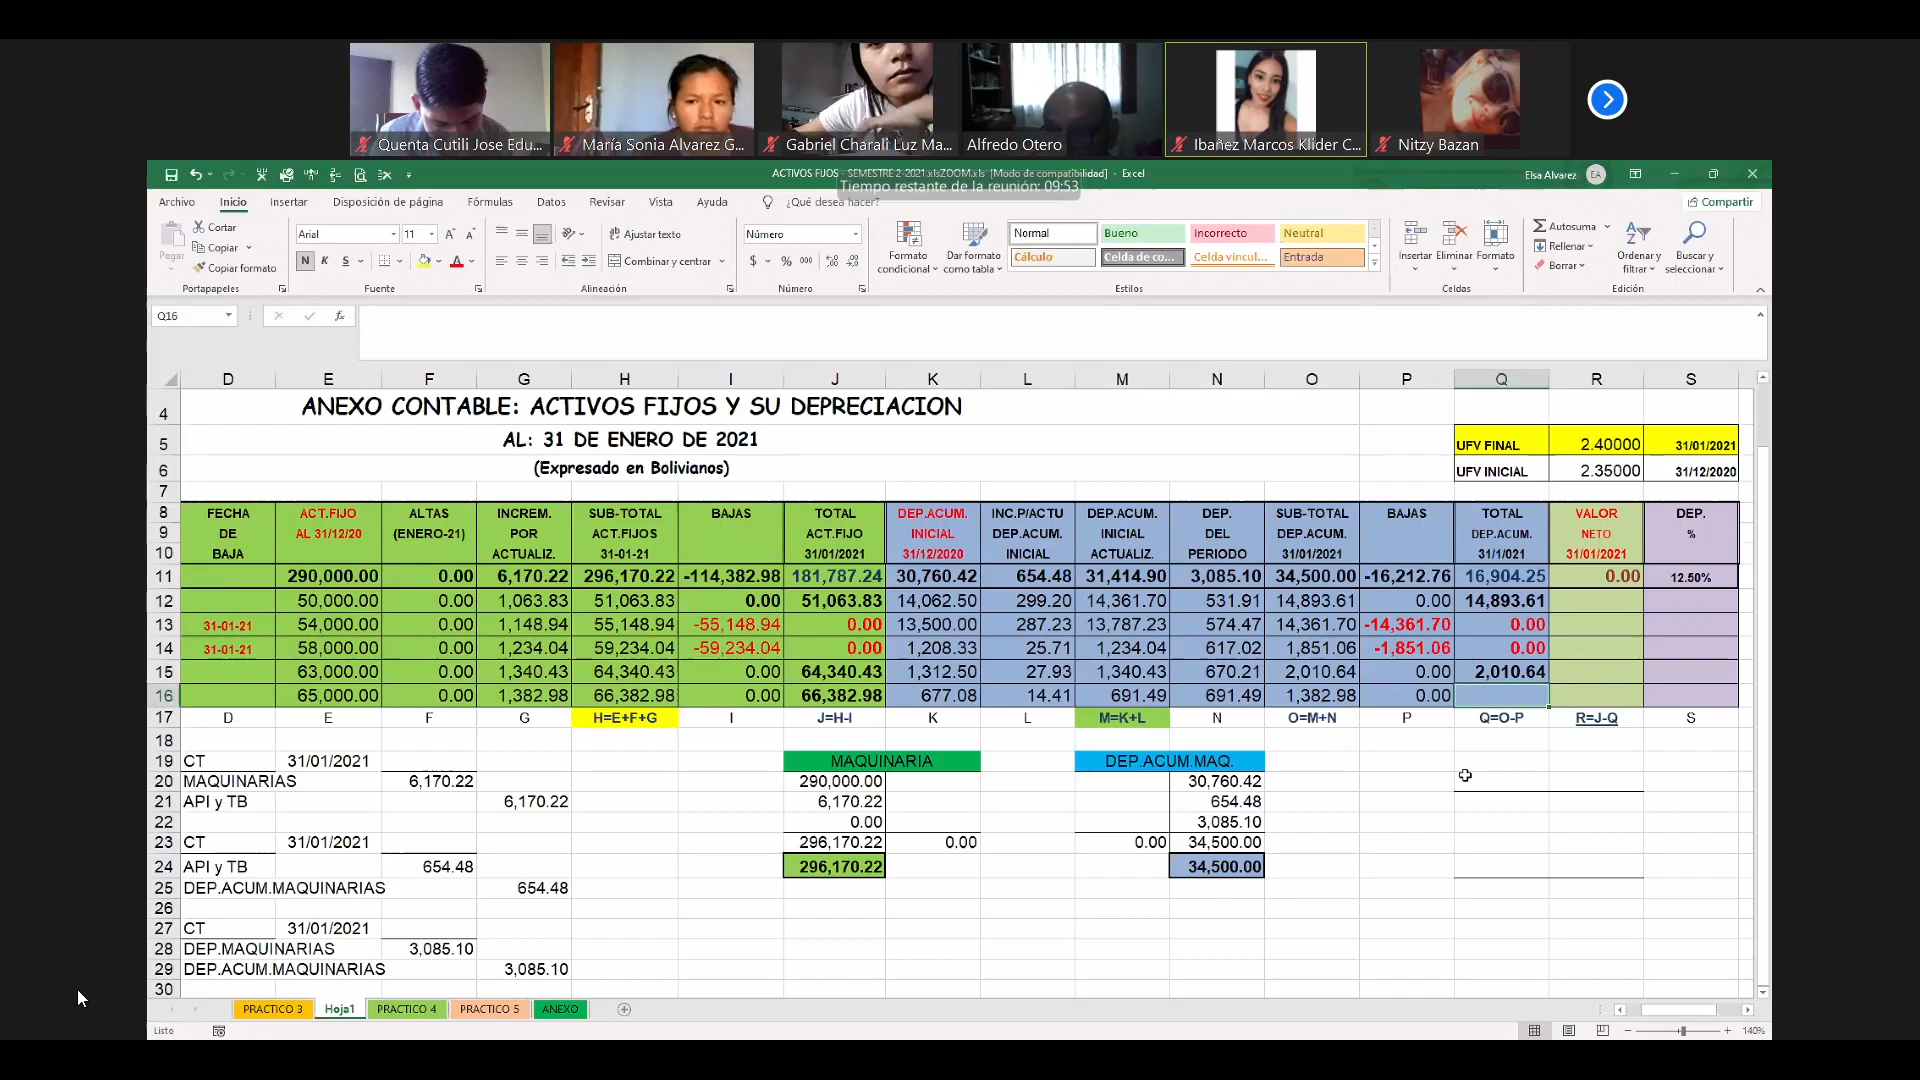 Quenta Cutili Jose Edu...
María Sonia Alvarez G...
Gabriel Charali Luz Ma...
Alfredo Otero
Ibañez Marcos Klider C...
Nitzy Bazan
ACTIVOS FIJOS - SEMESTRE 2-2021.xlsZOOM.xls [Modo de compatibilidad] - Excel
Elsa Alvarez EA
Tiempo restante de la reunión: 09:53
Archivo Inicio Insertar Disposición de página Fórmulas Datos Revisar Vista Ayuda ¿Qué desea hacer? Compartir
Pegar Cortar Copiar Copiar formato
Arial 11 N K S
Ajustar texto Combinar y centrar
Número $ % 000
Formato condicional Dar formato como tabla
Normal Bueno Incorrecto Neutral
Cálculo Celda de co... Celda vincul... Entrada
Insertar Eliminar Formato
Autosuma Rellenar Borrar
Ordenar y filtrar Buscar y seleccionar
Portapapeles Fuente Alineación Número Estilos Celdas Edición
Q16 fx
D E F G H I J K L M N O P Q R S
4 ANEXO CONTABLE: ACTIVOS FIJOS Y SU DEPRECIACION
5 AL: 31 DE ENERO DE 2021 UFV FINAL 2.40000 31/01/2021
6 (Expresado en Bolivianos) UFV INICIAL 2.35000 31/12/2020
7
8 FECHA ACT.FIJO ALTAS INCREM. SUB-TOTAL BAJAS TOTAL DEP.ACUM. INC.P/ACTU DEP.ACUM. DEP. SUB-TOTAL BAJAS TOTAL VALOR DEP.
9 DE AL 31/12/20 (ENERO-21) POR ACT.FIJOS ACT.FIJO INICIAL DEP.ACUM. INICIAL DEL DEP.ACUM. DEP.ACUM. NETO %
10 BAJA ACTUALIZ. 31-01-21 31/01/2021 31/12/2020 INICIAL ACTUALIZ. PERIODO 31/01/2021 31/1/021 31/01/2021
11 290,000.00 0.00 6,170.22 296,170.22 -114,382.98 181,787.24 30,760.42 654.48 31,414.90 3,085.10 34,500.00 -16,212.76 16,904.25 0.00 12.50%
12 50,000.00 0.00 1,063.83 51,063.83 0.00 51,063.83 14,062.50 299.20 14,361.70 531.91 14,893.61 0.00 14,893.61
13 31-01-21 54,000.00 0.00 1,148.94 55,148.94 -55,148.94 0.00 13,500.00 287.23 13,787.23 574.47 14,361.70 -14,361.70 0.00
14 31-01-21 58,000.00 0.00 1,234.04 59,234.04 -59,234.04 0.00 1,208.33 25.71 1,234.04 617.02 1,851.06 -1,851.06 0.00
15 63,000.00 0.00 1,340.43 64,340.43 0.00 64,340.43 1,312.50 27.93 1,340.43 670.21 2,010.64 0.00 2,010.64
16 65,000.00 0.00 1,382.98 66,382.98 0.00 66,382.98 677.08 14.41 691.49 691.49 1,382.98 0.00
17 D E F G H=E+F+G I J=H-I K L M=K+L N O=M+N P Q=O-P R=J-Q S
18
19 CT 31/01/2021 MAQUINARIA DEP.ACUM.MAQ.
20 MAQUINARIAS 6,170.22 290,000.00 30,760.42
21 API y TB 6,170.22 6,170.22 654.48
22 0.00 3,085.10
23 CT 31/01/2021 296,170.22 0.00 0.00 34,500.00
24 API y TB 654.48 296,170.22 34,500.00
25 DEP.ACUM.MAQUINARIAS 654.48
26
27 CT 31/01/2021
28 DEP.MAQUINARIAS 3,085.10
29 DEP.ACUM.MAQUINARIAS 3,085.10
30
PRACTICO 3 Hoja1 PRACTICO 4 PRACTICO 5 ANEXO
Listo 140%